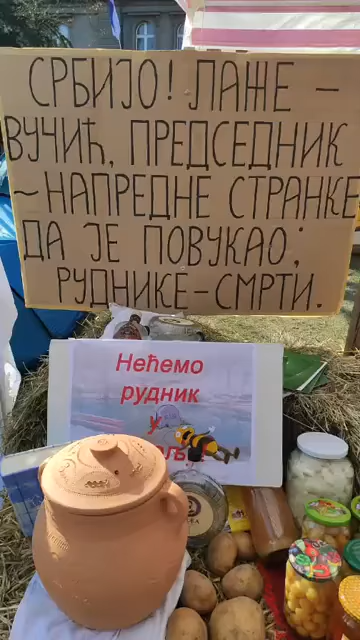 СРБИЈО! ЛАЖЕ –
ВУЧИЋ, ПРЕДСЕДНИК
~ НАПРЕДНЕ СТРАНКЕ
ДА ЈЕ ПОВУКАО;
РУДНИКЕ–СМРТИ.
Нећемо
рудник
у